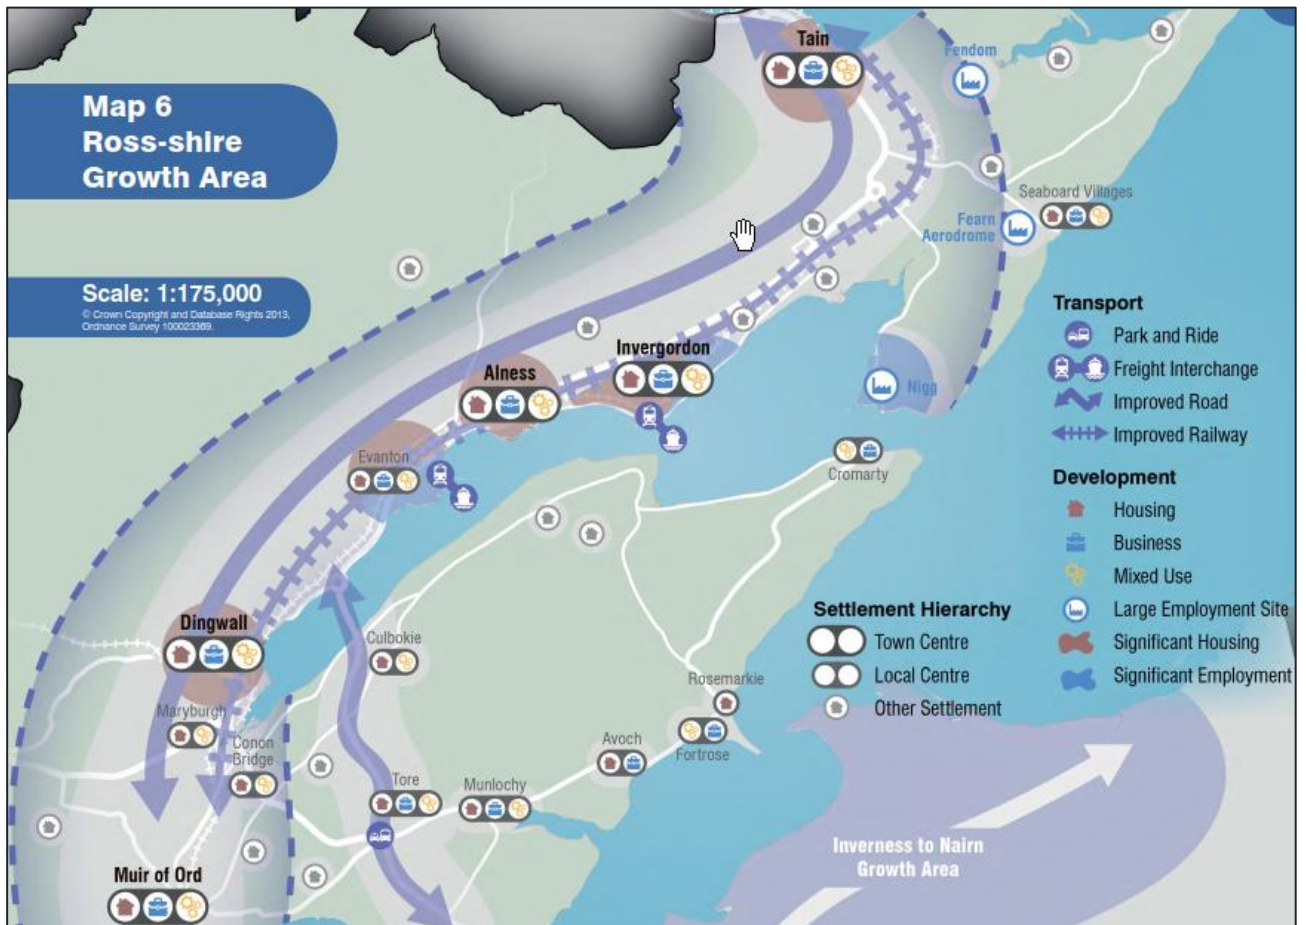 Map 6
Ross-shire
Growth Area
Scale: 1:175,000
© Crown Copyright and Database Rights 2013,
Ordnance Survey 100023369.
Tain
Fendom
Seaboard Villages
Fearn
Aerodrome
Invergordon
Alness
Nigg
Evanton
Cromarty
Dingwall
Culbokie
Maryburgh
Conon
Bridge
Rosemarkie
Fortrose
Avoch
Tore
Munlochy
Muir of Ord
Inverness to Nairn
Growth Area
Transport
Park and Ride
Freight Interchange
Improved Road
Improved Railway
Development
Housing
Business
Mixed Use
Large Employment Site
Significant Housing
Significant Employment
Settlement Hierarchy
Town Centre
Local Centre
Other Settlement